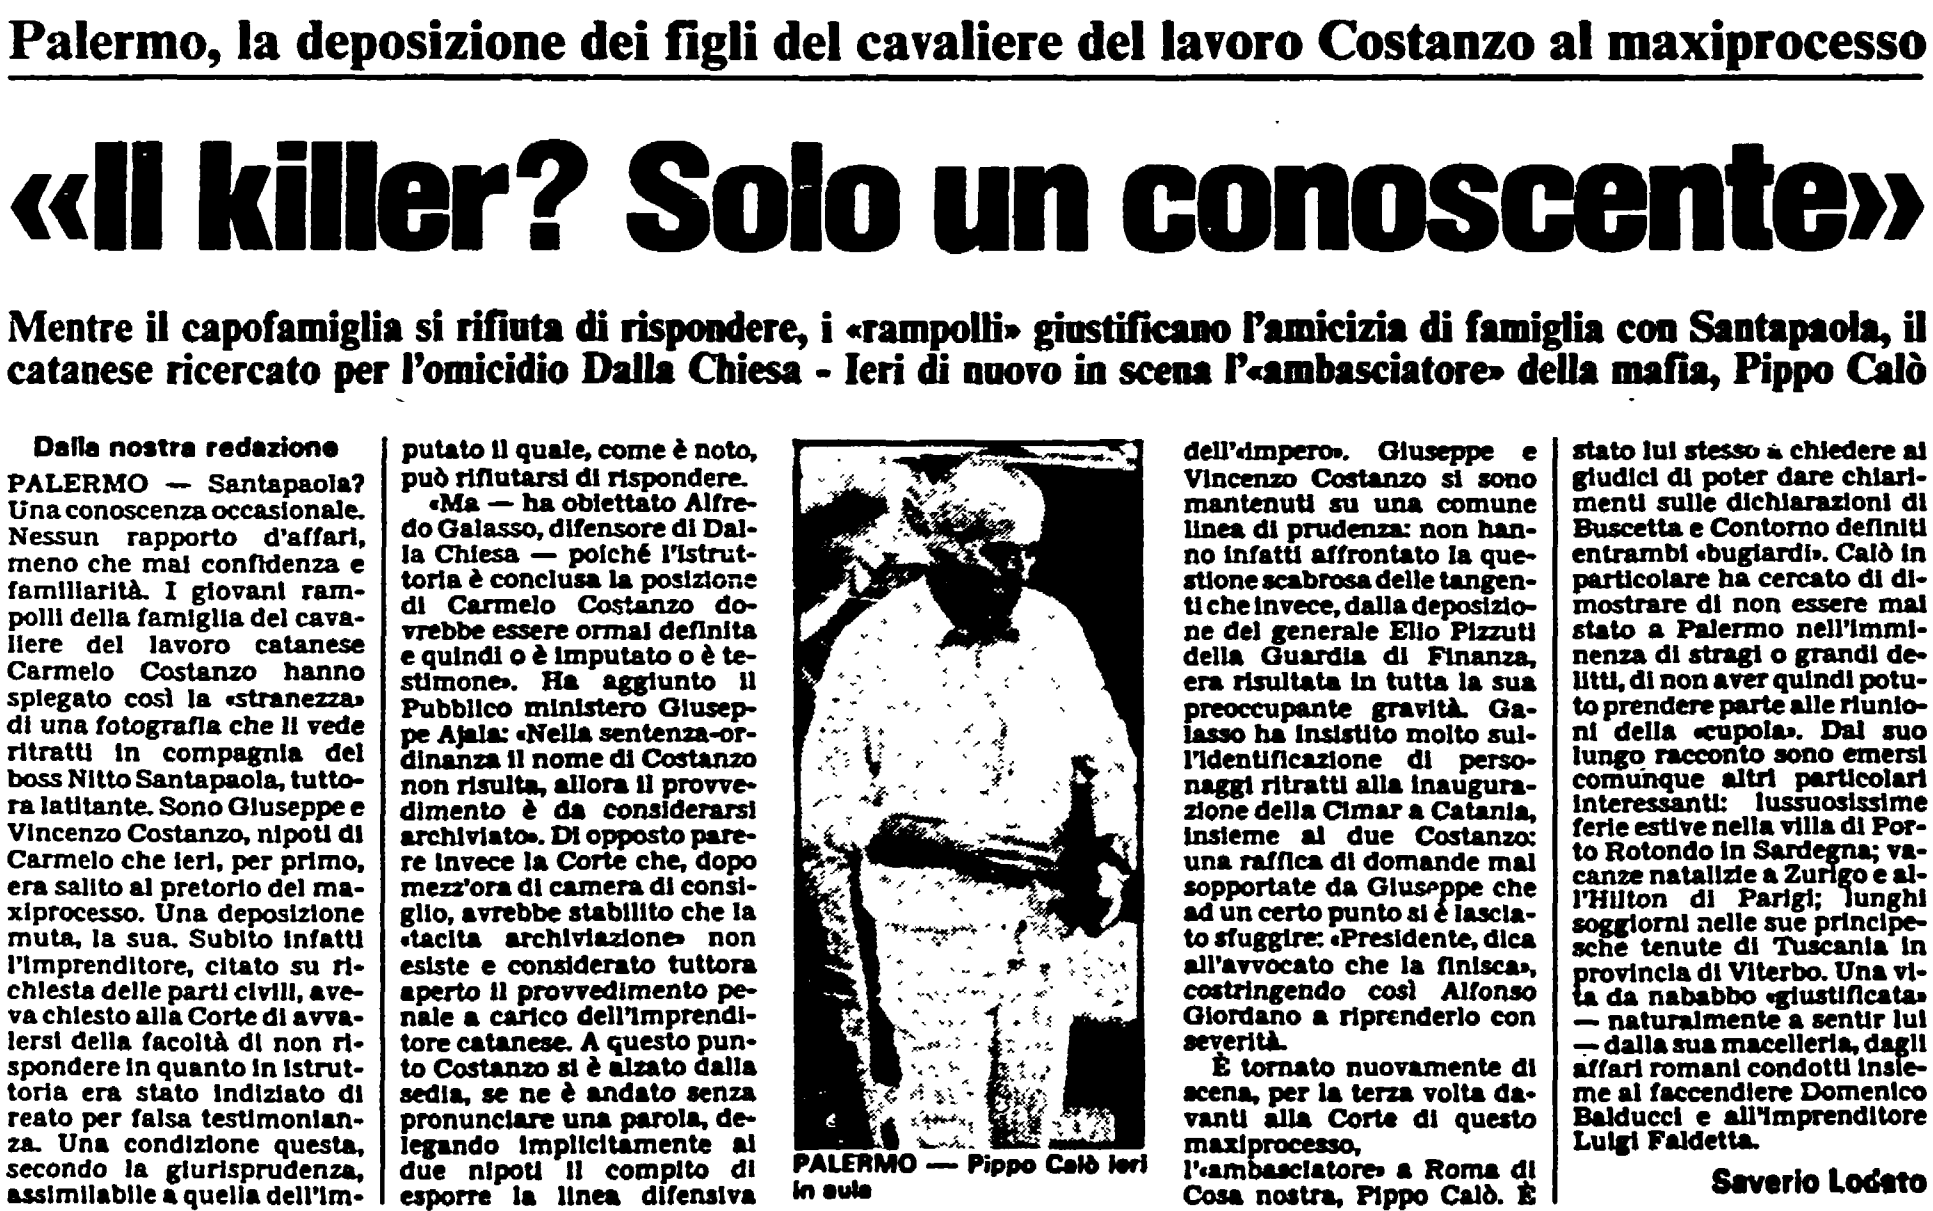 Palermo, la deposizione dei figli del cavaliere del lavoro Costanzo al maxiprocesso
«Il killer? Solo un conoscente»
Mentre il capofamiglia si rifiuta di rispondere, i «rampolli» giustificano l'amicizia di famiglia con Santapaola, il
catanese ricercato per l'omicidio Dalla Chiesa - Ieri di nuovo in scena l'«ambasciatore» della mafia, Pippo Calò
Dalla nostra redazione
PALERMO — Santapaola?
Una conoscenza occasionale.
Nessun rapporto d'affari,
meno che mai confidenza e
familiarità. I giovani ram-
polli della famiglia del cava-
liere del lavoro catanese
Carmelo Costanzo hanno
spiegato così la «stranezza»
di una fotografia che li vede
ritratti in compagnia del
boss Nitto Santapaola, tutto-
ra latitante. Sono Giuseppe e
Vincenzo Costanzo, nipoti di
Carmelo che ieri, per primo,
era salito al pretorio del ma-
xiprocesso. Una deposizione
muta, la sua. Subito infatti
l'imprenditore, citato su ri-
chiesta delle parti civili, ave-
va chiesto alla Corte di avva-
lersi della facoltà di non ri-
spondere in quanto in istrut-
toria era stato indiziato di
reato per falsa testimonian-
za. Una condizione questa,
secondo la giurisprudenza,
assimilabile a quella dell'im-
putato il quale, come è noto,
può rifiutarsi di rispondere.
«Ma — ha obiettato Alfre-
do Galasso, difensore di Dal-
la Chiesa — poiché l'istrut-
toria è conclusa la posizione
di Carmelo Costanzo do-
vrebbe essere ormai definita
e quindi o è imputato o è te-
stimone». Ha aggiunto il
Pubblico ministero Giusep-
pe Ajala: «Nella sentenza-or-
dinanza il nome di Costanzo
non risulta, allora il provve-
dimento è da considerarsi
archiviato». Di opposto pare-
re invece la Corte che, dopo
mezz'ora di camera di consi-
glio, avrebbe stabilito che la
«tacita archiviazione» non
esiste e considerato tuttora
aperto il provvedimento pe-
nale a carico dell'imprendi-
tore catanese. A questo pun-
to Costanzo si è alzato dalla
sedia, se ne è andato senza
pronunciare una parola, de-
legando implicitamente ai
due nipoti il compito di
esporre la linea difensiva
PALERMO — Pippo Calò ieri
in aula
dell'«impero». Giuseppe e
Vincenzo Costanzo si sono
mantenuti su una comune
linea di prudenza: non han-
no infatti affrontato la que-
stione scabrosa delle tangen-
ti che invece, dalla deposizio-
ne del generale Elio Pizzuti
della Guardia di Finanza,
era risultata in tutta la sua
preoccupante gravità. Ga-
lasso ha insistito molto sul-
l'identificazione di perso-
naggi ritratti alla inaugura-
zione della Cimar a Catania,
insieme ai due Costanzo:
una raffica di domande mal
sopportate da Giuseppe che
ad un certo punto si è lascia-
to sfuggire: «Presidente, dica
all'avvocato che la finisca»,
costringendo così Alfonso
Giordano a riprenderlo con
severità.
È tornato nuovamente di
scena, per la terza volta da-
vanti alla Corte di questo
maxiprocesso,
l'«ambasciatore» a Roma di
Cosa nostra, Pippo Calò. È
stato lui stesso a chiedere ai
giudici di poter dare chiari-
menti sulle dichiarazioni di
Buscetta e Contorno definiti
entrambi «bugiardi». Calò in
particolare ha cercato di di-
mostrare di non essere mai
stato a Palermo nell'immi-
nenza di stragi o grandi de-
litti, di non aver quindi potu-
to prendere parte alle riunio-
ni della «cupola». Dal suo
lungo racconto sono emersi
comunque altri particolari
interessanti: lussuosissime
ferie estive nella villa di Por-
to Rotondo in Sardegna; va-
canze natalizie a Zurigo e al-
l'Hilton di Parigi; lunghi
soggiorni nelle sue principe-
sche tenute di Tuscania in
provincia di Viterbo. Una vi-
ta da nababbo «giustificata»
— naturalmente a sentir lui
— dalla sua macelleria, dagli
affari romani condotti insie-
me al faccendiere Domenico
Balducci e all'imprenditore
Luigi Faldetta.
Saverio Lodato